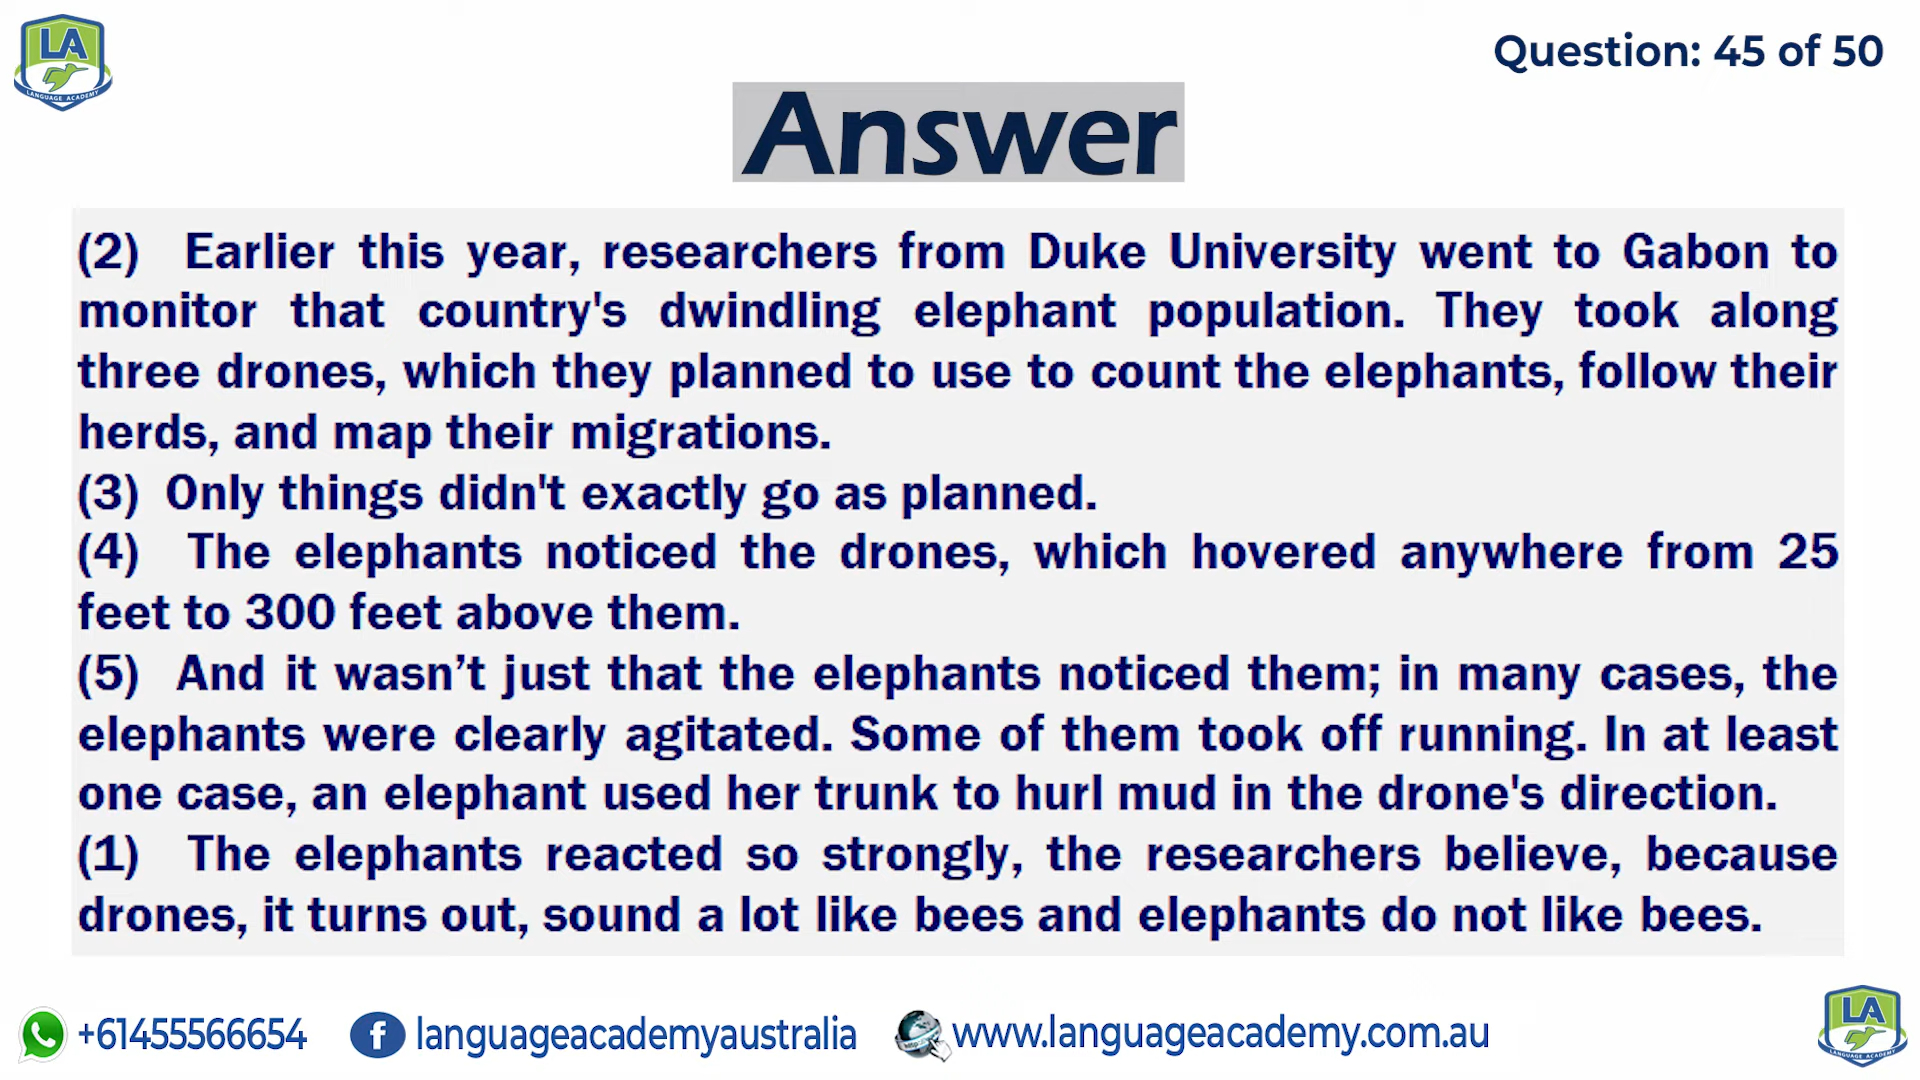 LA
LANGUAGE ACADEMY
Question: 45 of 50
Answer
(2) Earlier this year, researchers from Duke University went to Gabon to
monitor that country's dwindling elephant population. They took along
three drones, which they planned to use to count the elephants, follow their
herds, and map their migrations.
(3) Only things didn't exactly go as planned.
(4) The elephants noticed the drones, which hovered anywhere from 25
feet to 300 feet above them.
(5) And it wasn’t just that the elephants noticed them; in many cases, the
elephants were clearly agitated. Some of them took off running. In at least
one case, an elephant used her trunk to hurl mud in the drone's direction.
(1) The elephants reacted so strongly, the researchers believe, because
drones, it turns out, sound a lot like bees and elephants do not like bees.
+61455566654
f
languageacademyaustralia
www.languageacademy.com.au
LA
LANGUAGE ACADEMY